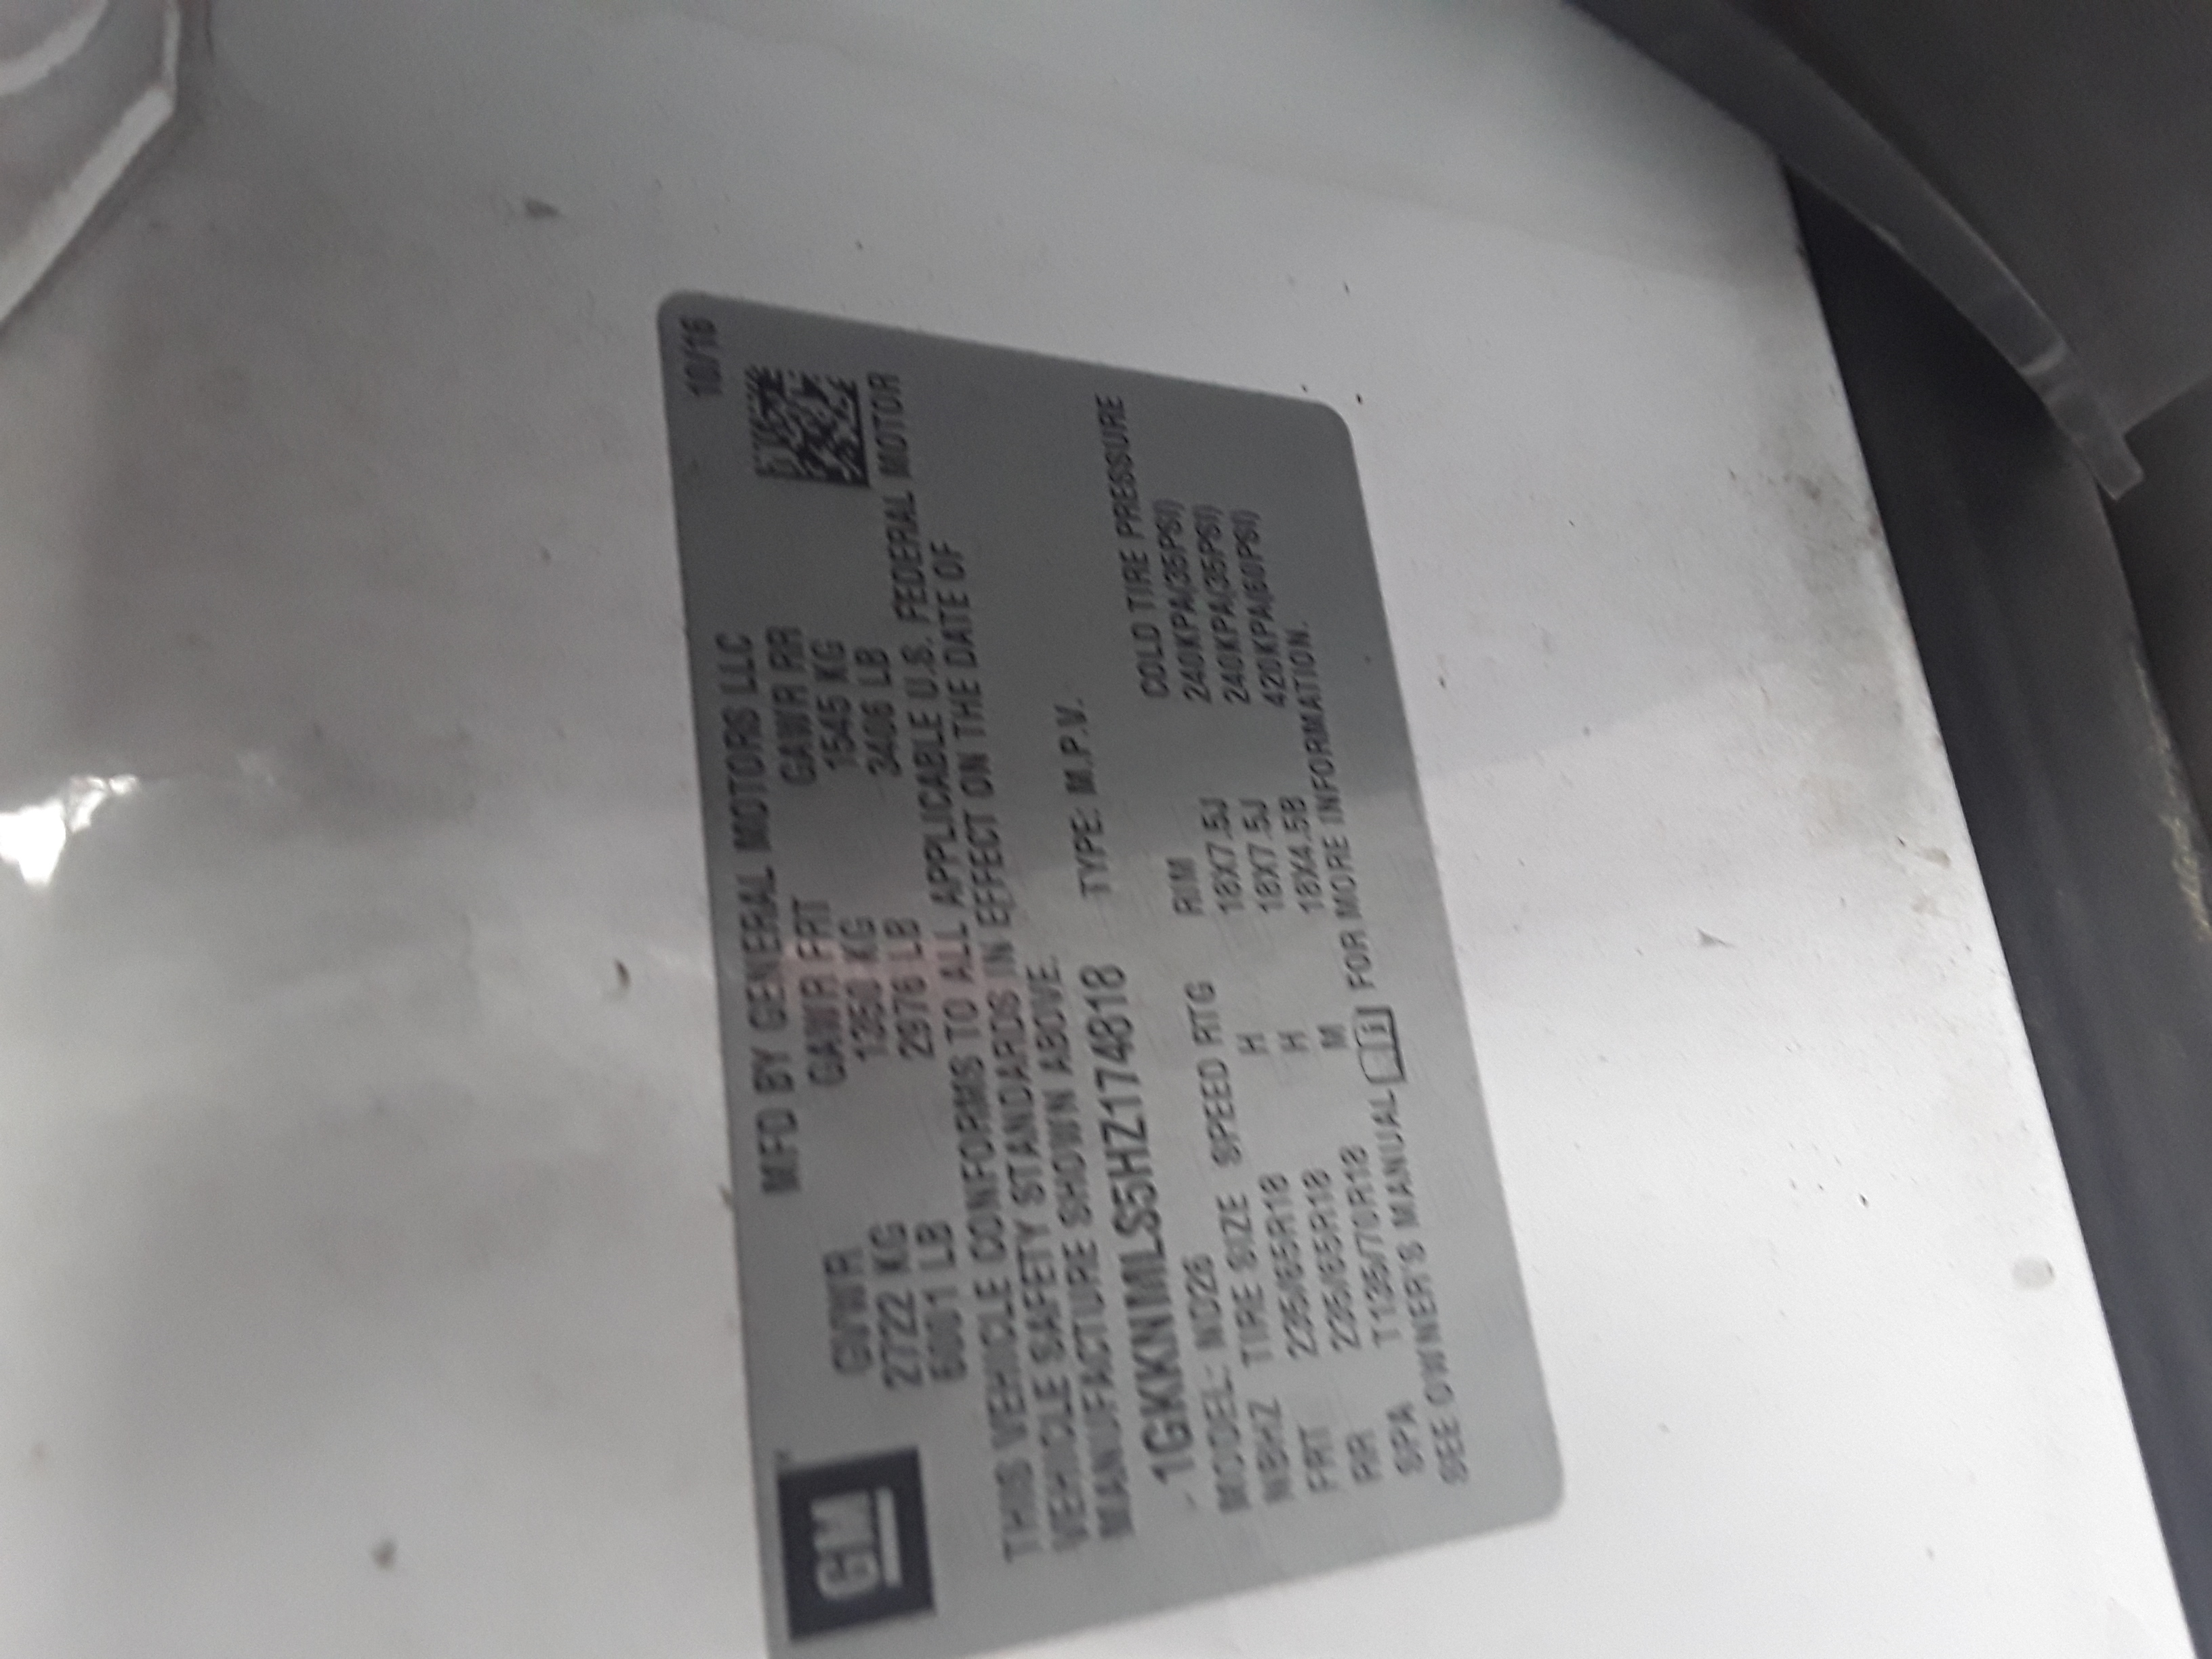 10/16
GM
MFD BY GENERAL MOTORS LLC
GVWR GAWR FRT GAWR RR
2722 KG 1350 KG 1545 KG
6001 LB 2976 LB 3406 LB
THIS VEHICLE CONFORMS TO ALL APPLICABLE U.S. FEDERAL MOTOR
VEHICLE SAFETY STANDARDS IN EFFECT ON THE DATE OF
MANUFACTURE SHOWN ABOVE.
1GKKNMLS5HZ174818 TYPE: M.P.V.
MODEL: ND26
NBHZ TIRE SIZE SPEED RTG RIM COLD TIRE PRESSURE
FRT 235/65R18 H 18X7.5J 240KPA(35PSI)
RR 235/65R18 H 18X7.5J 240KPA(35PSI)
SPA T135/70R18 M 18X4.5B 420KPA(60PSI)
SEE OWNER'S MANUAL FOR MORE INFORMATION.